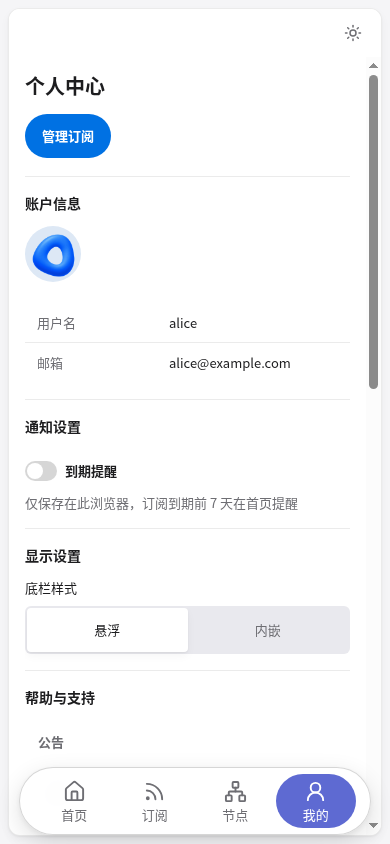 个人中心
管理订阅
账户信息
用户名 alice
邮箱 alice@example.com
通知设置
到期提醒
仅保存在此浏览器，订阅到期前 7 天在首页提醒
显示设置
底栏样式
悬浮 内嵌
帮助与支持
公告
首页 订阅 节点 我的